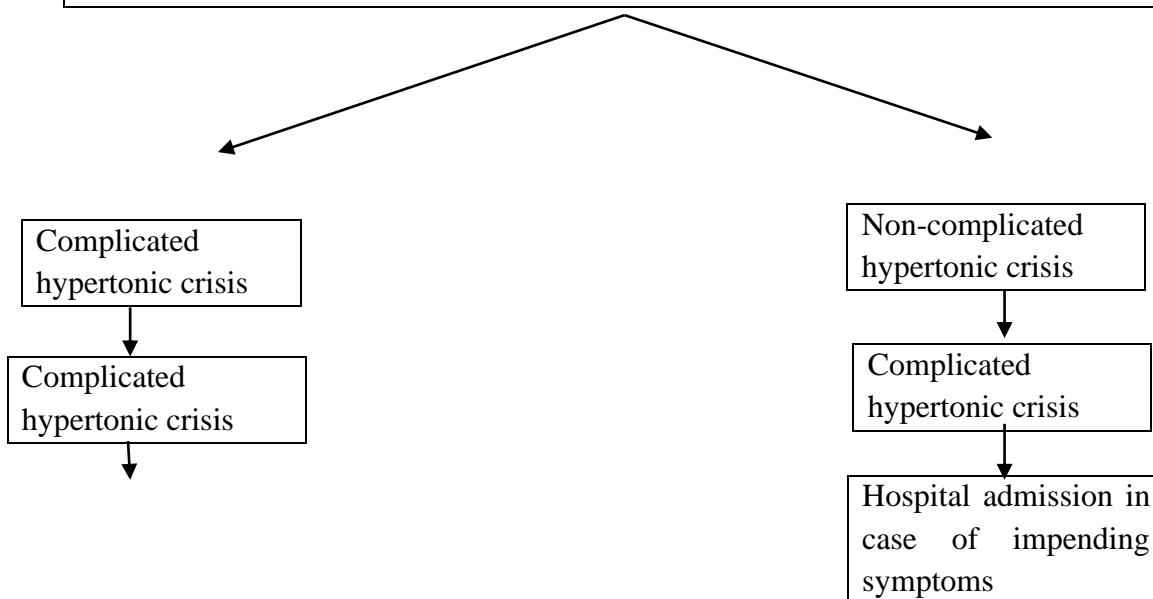 Complicated
hypertonic crisis
Complicated
hypertonic crisis
Non-complicated
hypertonic crisis
Complicated
hypertonic crisis
Hospital admission in
case of impending
symptoms